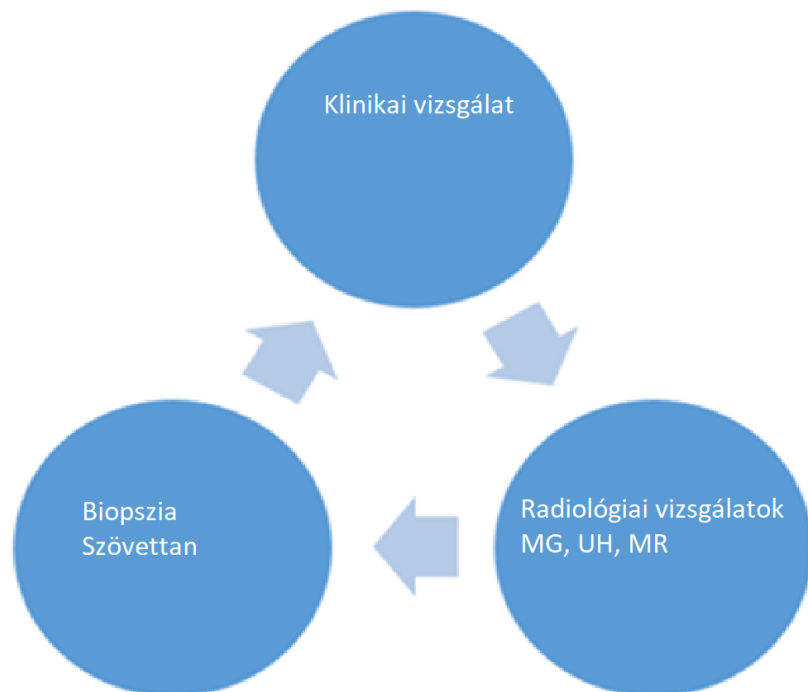 Klinikai vizsgálat
Radiológiai vizsgálatok
MG, UH, MR
Biopszia
Szövettan